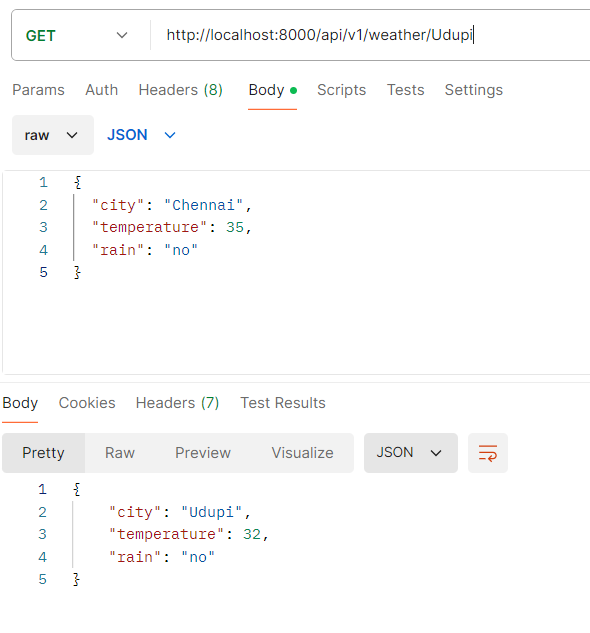 GET http://localhost:8000/api/v1/weather/Udupi
Params Auth Headers (8) Body Scripts Tests Settings
raw JSON
1 {
2 "city": "Chennai",
3 "temperature": 35,
4 "rain": "no"
5 }
Body Cookies Headers (7) Test Results
Pretty Raw Preview Visualize JSON
1 {
2 "city": "Udupi",
3 "temperature": 32,
4 "rain": "no"
5 }